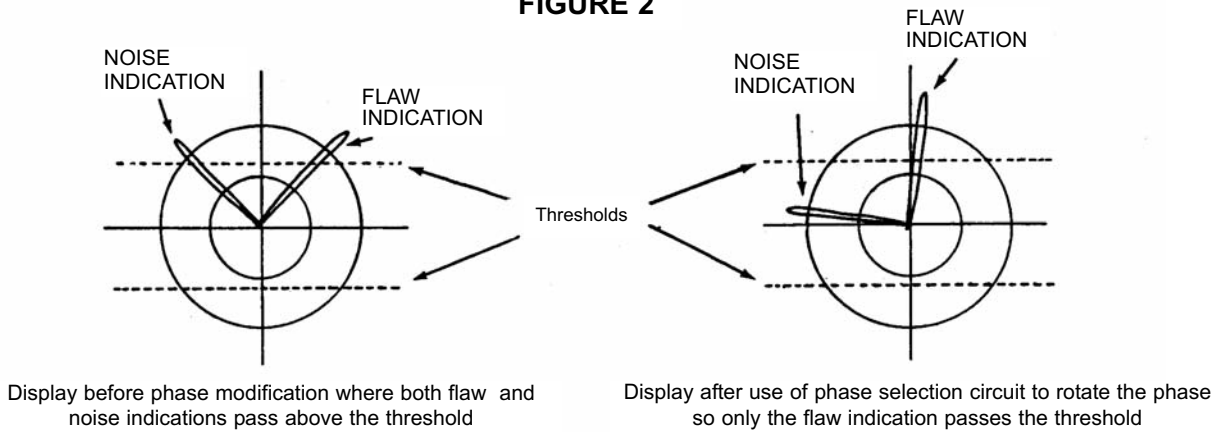 FIGURE 2
NOISE
INDICATION
FLAW
INDICATION
Thresholds
NOISE
INDICATION
FLAW
INDICATION
Display before phase modification where both flaw and
noise indications pass above the threshold
Display after use of phase selection circuit to rotate the phase
so only the flaw indication passes the threshold